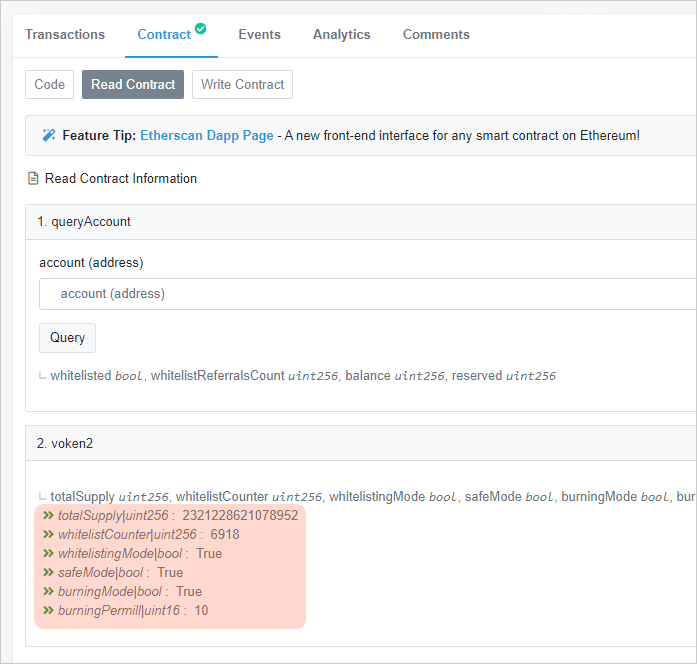 Transactions Contract Events Analytics Comments
Code Read Contract Write Contract
Feature Tip: Etherscan Dapp Page - A new front-end interface for any smart contract on Ethereum!
Read Contract Information
1. queryAccount
account (address)
account (address)
Query
whitelisted bool, whitelistReferralsCount uint256, balance uint256, reserved uint256
2. voken2
totalSupply uint256, whitelistCounter uint256, whitelistingMode bool, safeMode bool, burningMode bool, bur
totalSupply|uint256 : 2321228621078952
whitelistCounter|uint256 : 6918
whitelistingMode|bool : True
safeMode|bool : True
burningMode|bool : True
burningPermill|uint16 : 10